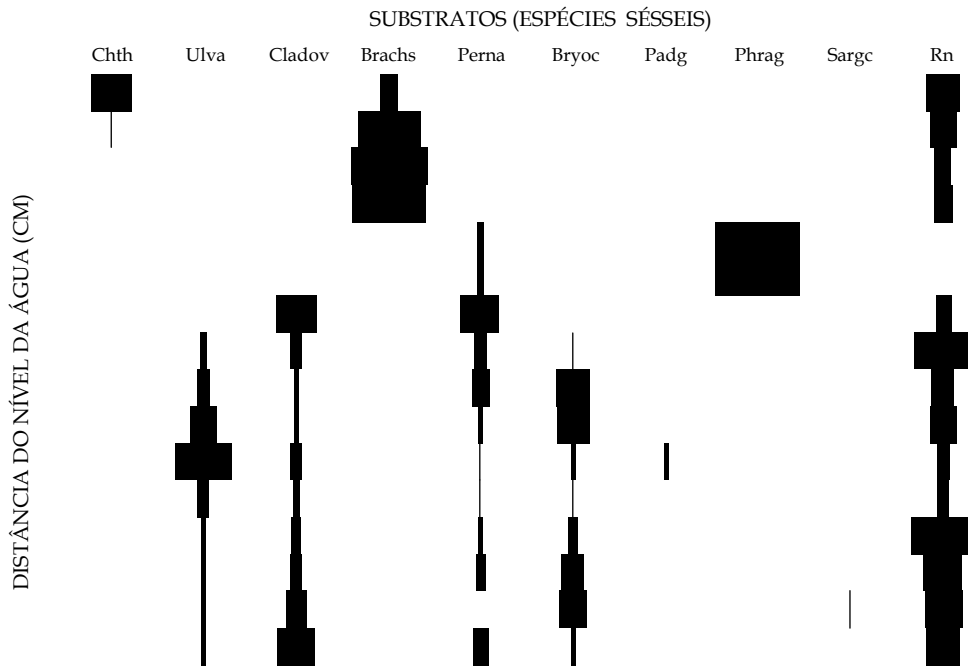 SUBSTRATOS (ESPÉCIES SÉSSEIS)
Chth Ulva Cladov Brachs Perna Bryoc Padg Phrag Sargc Rn
DISTÂNCIA DO NÍVEL DA ÁGUA (CM)